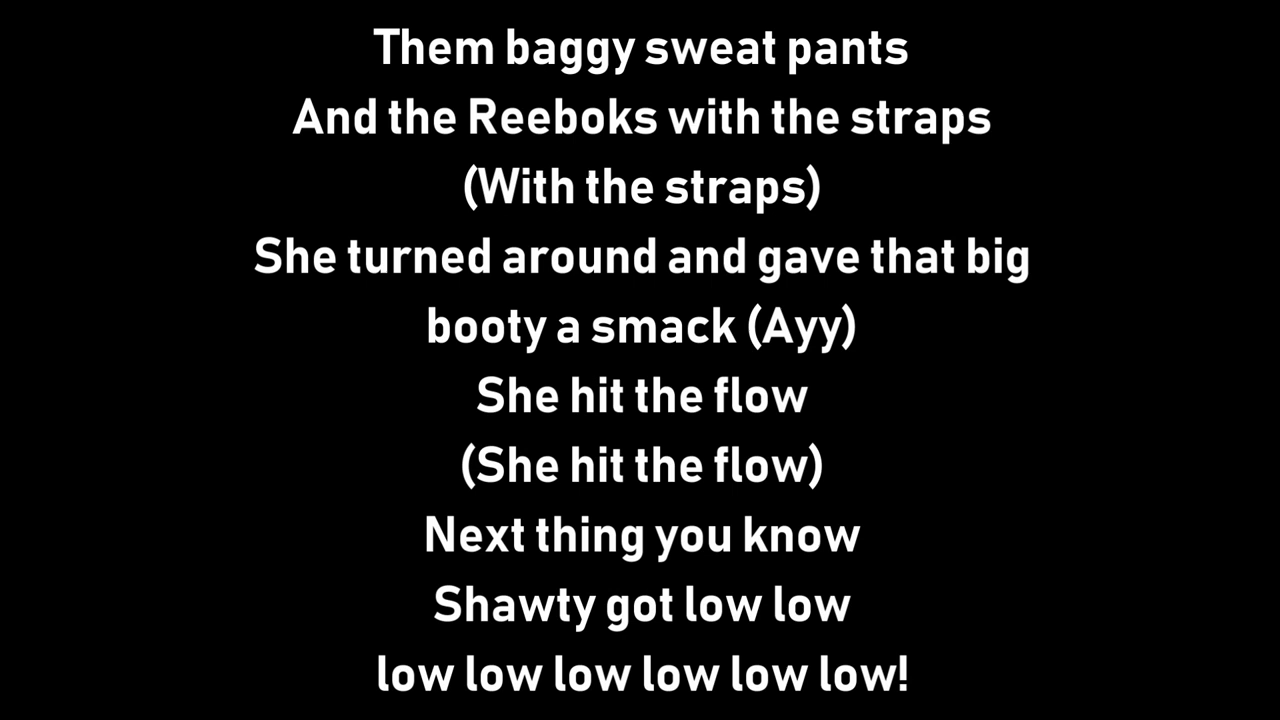 Them baggy sweat pants
And the Reeboks with the straps
(With the straps)
She turned around and gave that big
booty a smack (Ayy)
She hit the flow
(She hit the flow)
Next thing you know
Shawty got low low
low low low low low low!